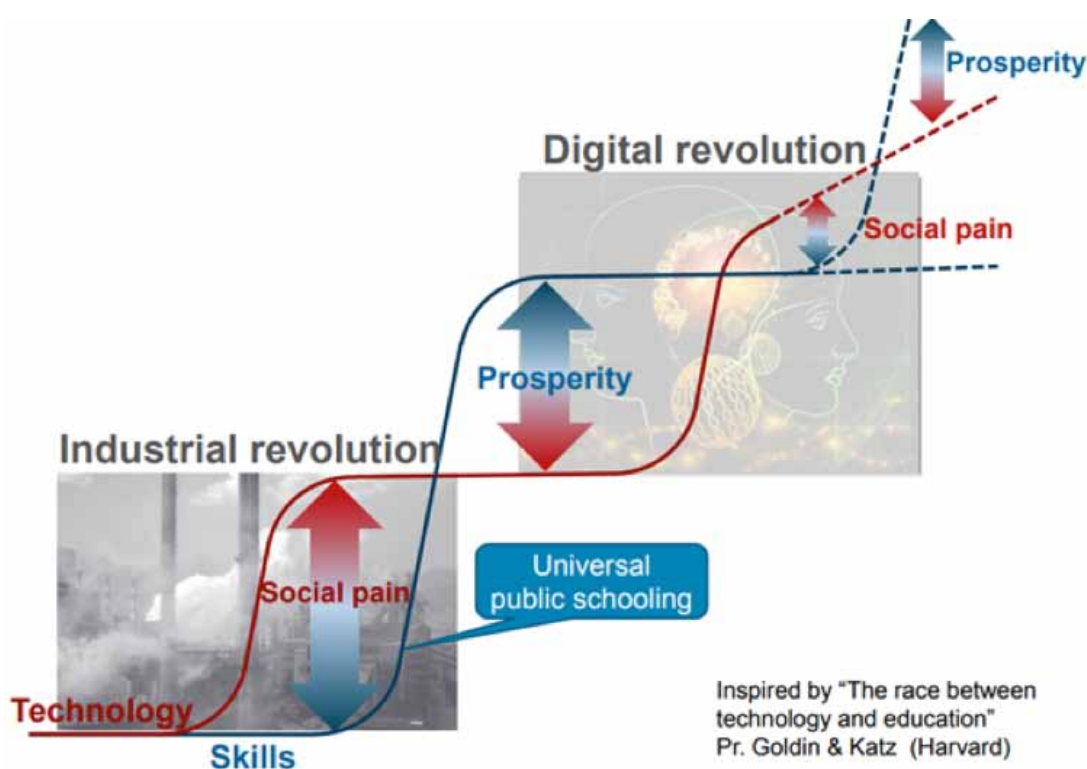 Prosperity
Digital revolution
Social pain
Prosperity
Industrial revolution
Universal
public schooling
Social pain
Technology
Skills
Inspired by “The race between
technology and education”
Pr. Goldin & Katz (Harvard)